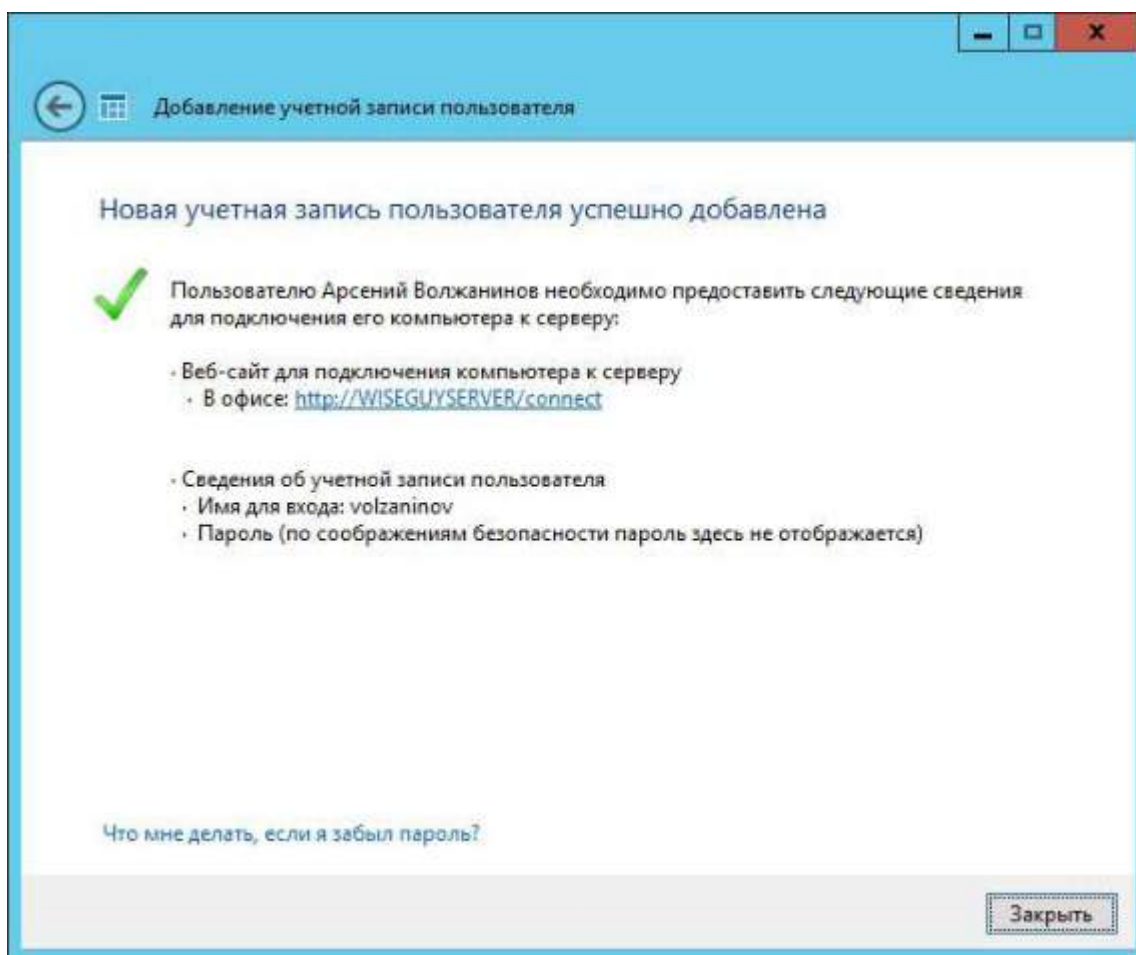 Добавление учетной записи пользователя
Новая учетная запись пользователя успешно добавлена
Пользователю Арсений Волжанинов необходимо предоставить следующие сведения
для подключения его компьютера к серверу:
· Веб-сайт для подключения компьютера к серверу
· В офисе: http://WISEGUYSERVER/connect
· Сведения об учетной записи пользователя
· Имя для входа: volzaninov
· Пароль (по соображениям безопасности пароль здесь не отображается)
Что мне делать, если я забыл пароль?
Закрыть